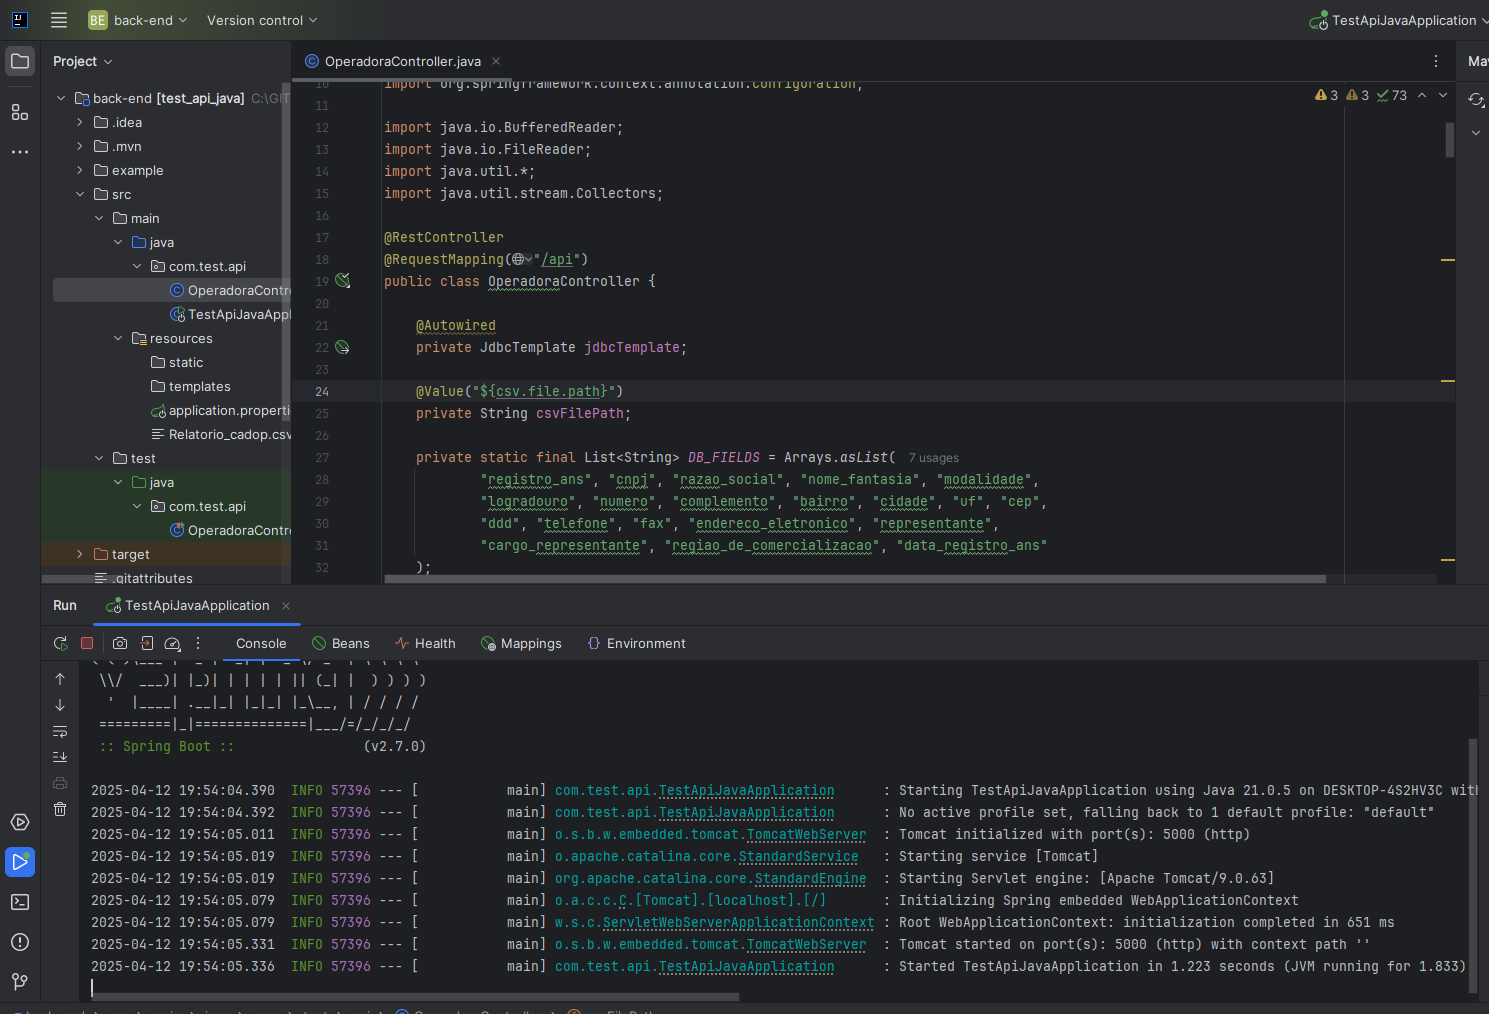 BE back-end Version control TestApiJavaApplication
Project
OperadoraController.java
back-end [test_api_java] C:\GIT
.idea
.mvn
example
src
main
java
com.test.api
OperadoraContr
TestApiJavaAppl
resources
static
templates
application.properti
Relatorio_cadop.csv
test
java
com.test.api
OperadoraContr
target
.gitattributes
3 3 73
10 import org.springframework.context.annotation.Configuration;
11
12 import java.io.BufferedReader;
13 import java.io.FileReader;
14 import java.util.*;
15 import java.util.stream.Collectors;
16
17 @RestController
18 @RequestMapping("/api")
19 public class OperadoraController {
20
21 @Autowired
22 private JdbcTemplate jdbcTemplate;
23
24 @Value("${csv.file.path}")
25 private String csvFilePath;
26
27 private static final List<String> DB_FIELDS = Arrays.asList( 7 usages
28 "registro_ans", "cnpj", "razao_social", "nome_fantasia", "modalidade",
29 "logradouro", "numero", "complemento", "bairro", "cidade", "uf", "cep",
30 "ddd", "telefone", "fax", "endereco_eletronico", "representante",
31 "cargo_representante", "regiao_de_comercializacao", "data_registro_ans"
32 );
Run TestApiJavaApplication
Console Beans Health Mappings Environment
\\/  ___)| |_)| | | | | || (_| |  ) ) ) )
'  |____| .__|_| |_|_| |_\__, | / / / /
=========|_|==============|___/=/_/_/_/
:: Spring Boot :: (v2.7.0)
2025-04-12 19:54:04.390 INFO 57396 --- [ main] com.test.api.TestApiJavaApplication : Starting TestApiJavaApplication using Java 21.0.5 on DESKTOP-4S2HV3C with
2025-04-12 19:54:04.392 INFO 57396 --- [ main] com.test.api.TestApiJavaApplication : No active profile set, falling back to 1 default profile: "default"
2025-04-12 19:54:05.011 INFO 57396 --- [ main] o.s.b.w.embedded.tomcat.TomcatWebServer : Tomcat initialized with port(s): 5000 (http)
2025-04-12 19:54:05.019 INFO 57396 --- [ main] o.apache.catalina.core.StandardService : Starting service [Tomcat]
2025-04-12 19:54:05.019 INFO 57396 --- [ main] org.apache.catalina.core.StandardEngine : Starting Servlet engine: [Apache Tomcat/9.0.63]
2025-04-12 19:54:05.079 INFO 57396 --- [ main] o.a.c.c.C.[Tomcat].[localhost].[/] : Initializing Spring embedded WebApplicationContext
2025-04-12 19:54:05.079 INFO 57396 --- [ main] w.s.c.ServletWebServerApplicationContext : Root WebApplicationContext: initialization completed in 651 ms
2025-04-12 19:54:05.331 INFO 57396 --- [ main] o.s.b.w.embedded.tomcat.TomcatWebServer : Tomcat started on port(s): 5000 (http) with context path ''
2025-04-12 19:54:05.336 INFO 57396 --- [ main] com.test.api.TestApiJavaApplication : Started TestApiJavaApplication in 1.223 seconds (JVM running for 1.833)